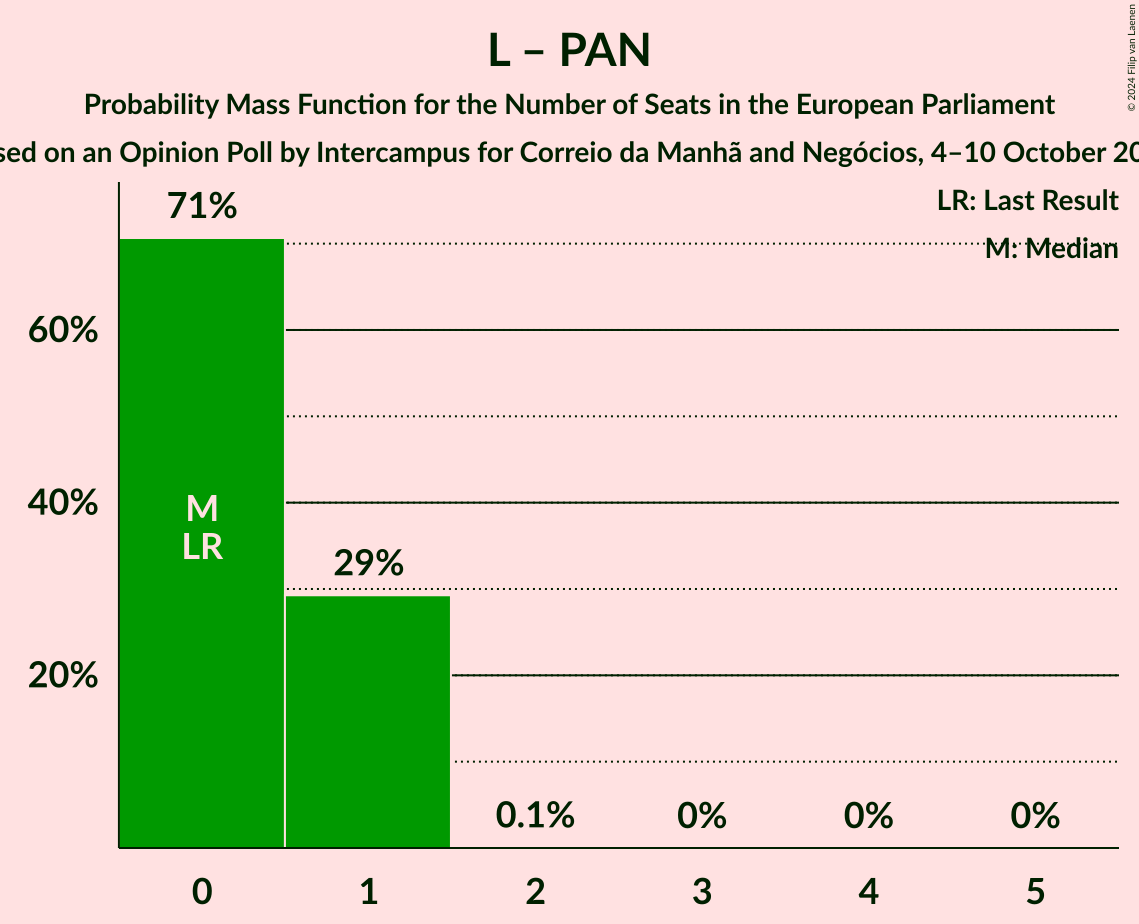 L – PAN
Probability Mass Function for the Number of Seats in the European Parliament
on an Opinion Poll by Intercampus for Correio da Manhã and Negócios, 4–10 October
© 2024 Filip van Laenen
LR: Last Result
M: Median
71%
60%
40%
20%
M
LR
29%
0.1%
0%
0%
0%
0
1
2
3
4
5